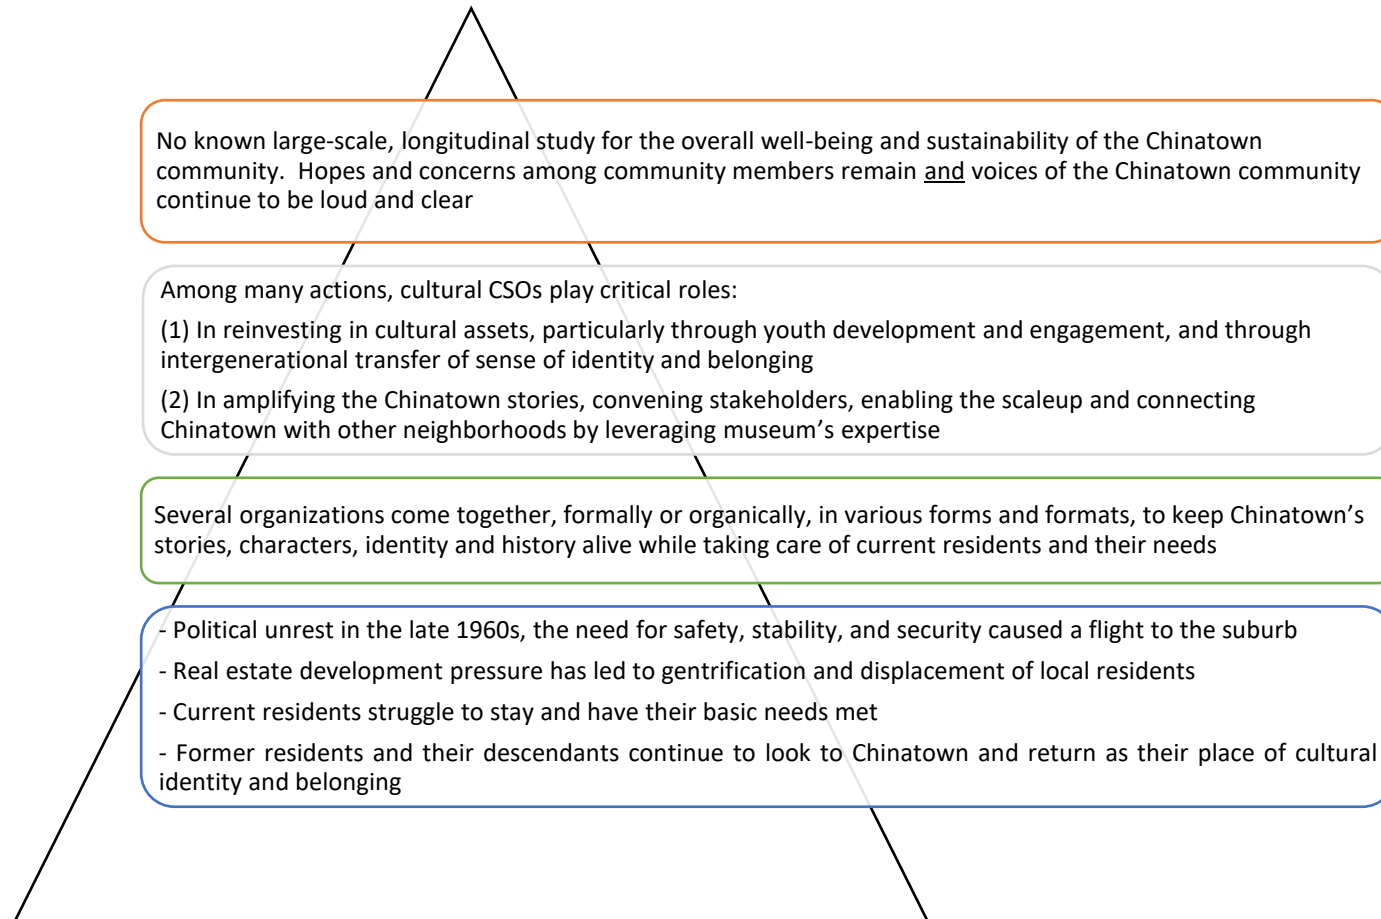 No known large-scale, longitudinal study for the overall well-being and sustainability of the Chinatown
community.  Hopes and concerns among community members remain and voices of the Chinatown community
continue to be loud and clear
Among many actions, cultural CSOs play critical roles:
(1) In reinvesting in cultural assets, particularly through youth development and engagement, and through
intergenerational transfer of sense of identity and belonging
(2) In amplifying the Chinatown stories, convening stakeholders, enabling the scaleup and connecting
Chinatown with other neighborhoods by leveraging museum’s expertise
Several organizations come together, formally or organically, in various forms and formats, to keep Chinatown’s
stories, characters, identity and history alive while taking care of current residents and their needs
- Political unrest in the late 1960s, the need for safety, stability, and security caused a flight to the suburb
- Real estate development pressure has led to gentrification and displacement of local residents
- Current residents struggle to stay and have their basic needs met
- Former residents and their descendants continue to look to Chinatown and return as their place of cultural
identity and belonging